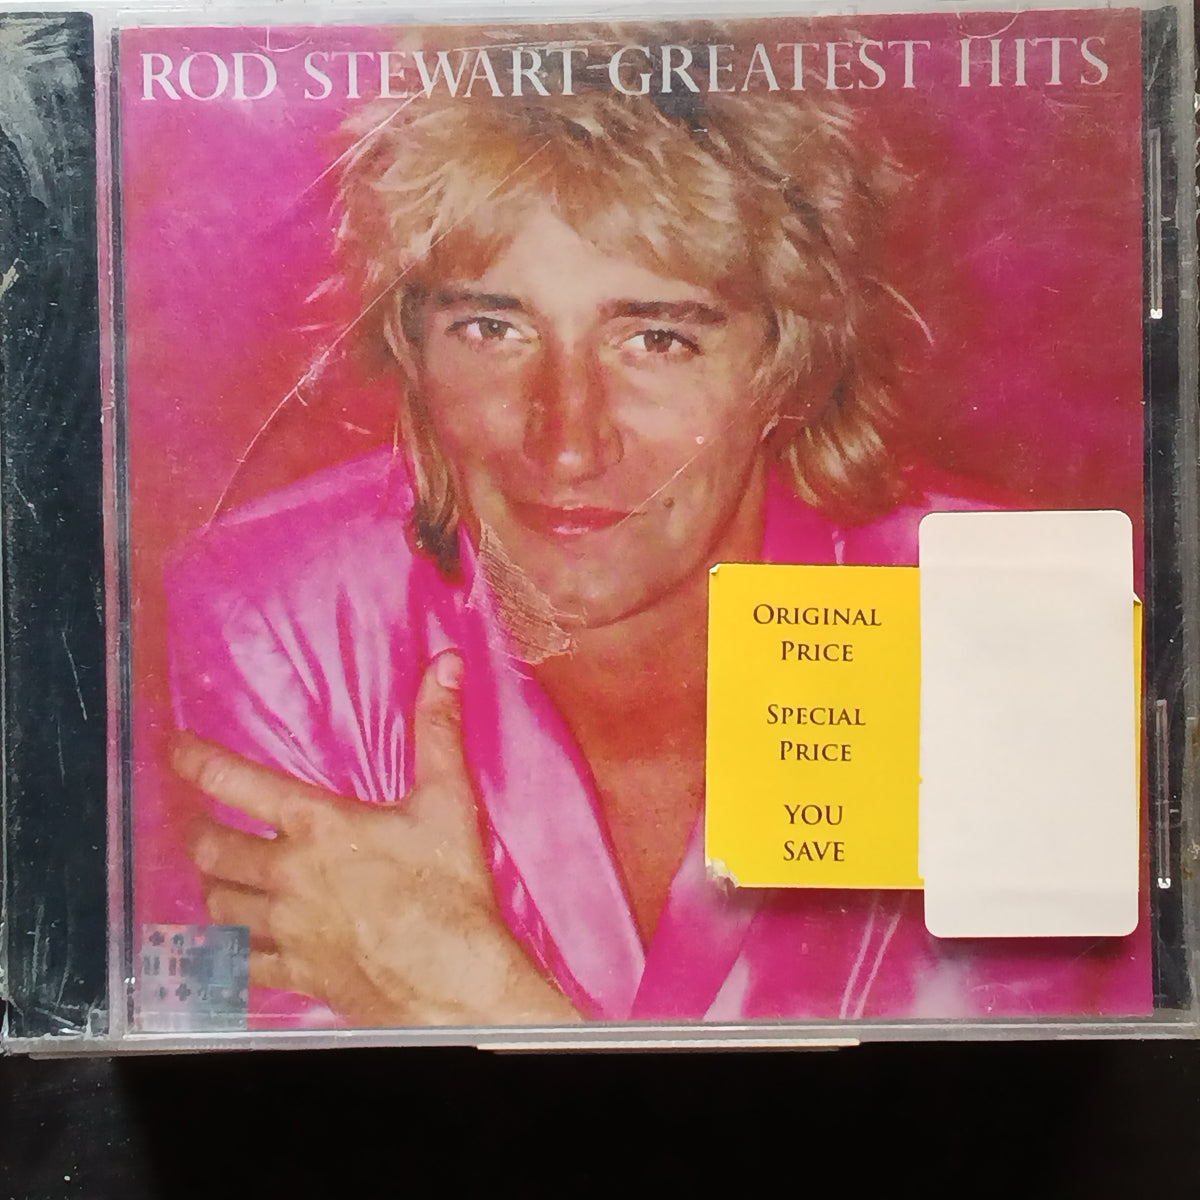 ROD STEWART-GREATEST HITS
ORIGINAL
PRICE
SPECIAL
PRICE
YOU
SAVE